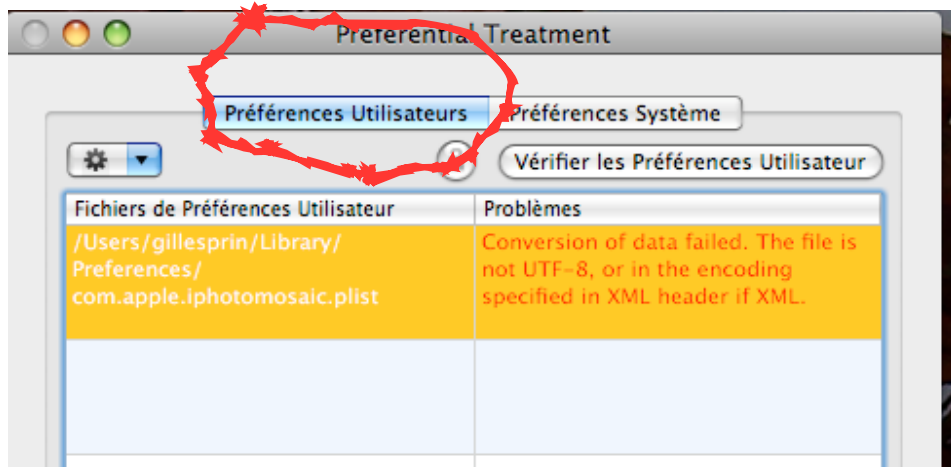 Preferential Treatment
Préférences Utilisateurs
Préférences Système
Vérifier les Préférences Utilisateur
Fichiers de Préférences Utilisateur
Problèmes
/Users/gillesprin/Library/
Preferences/
com.apple.iphotomosaic.plist
Conversion of data failed. The file is
not UTF-8, or in the encoding
specified in XML header if XML.